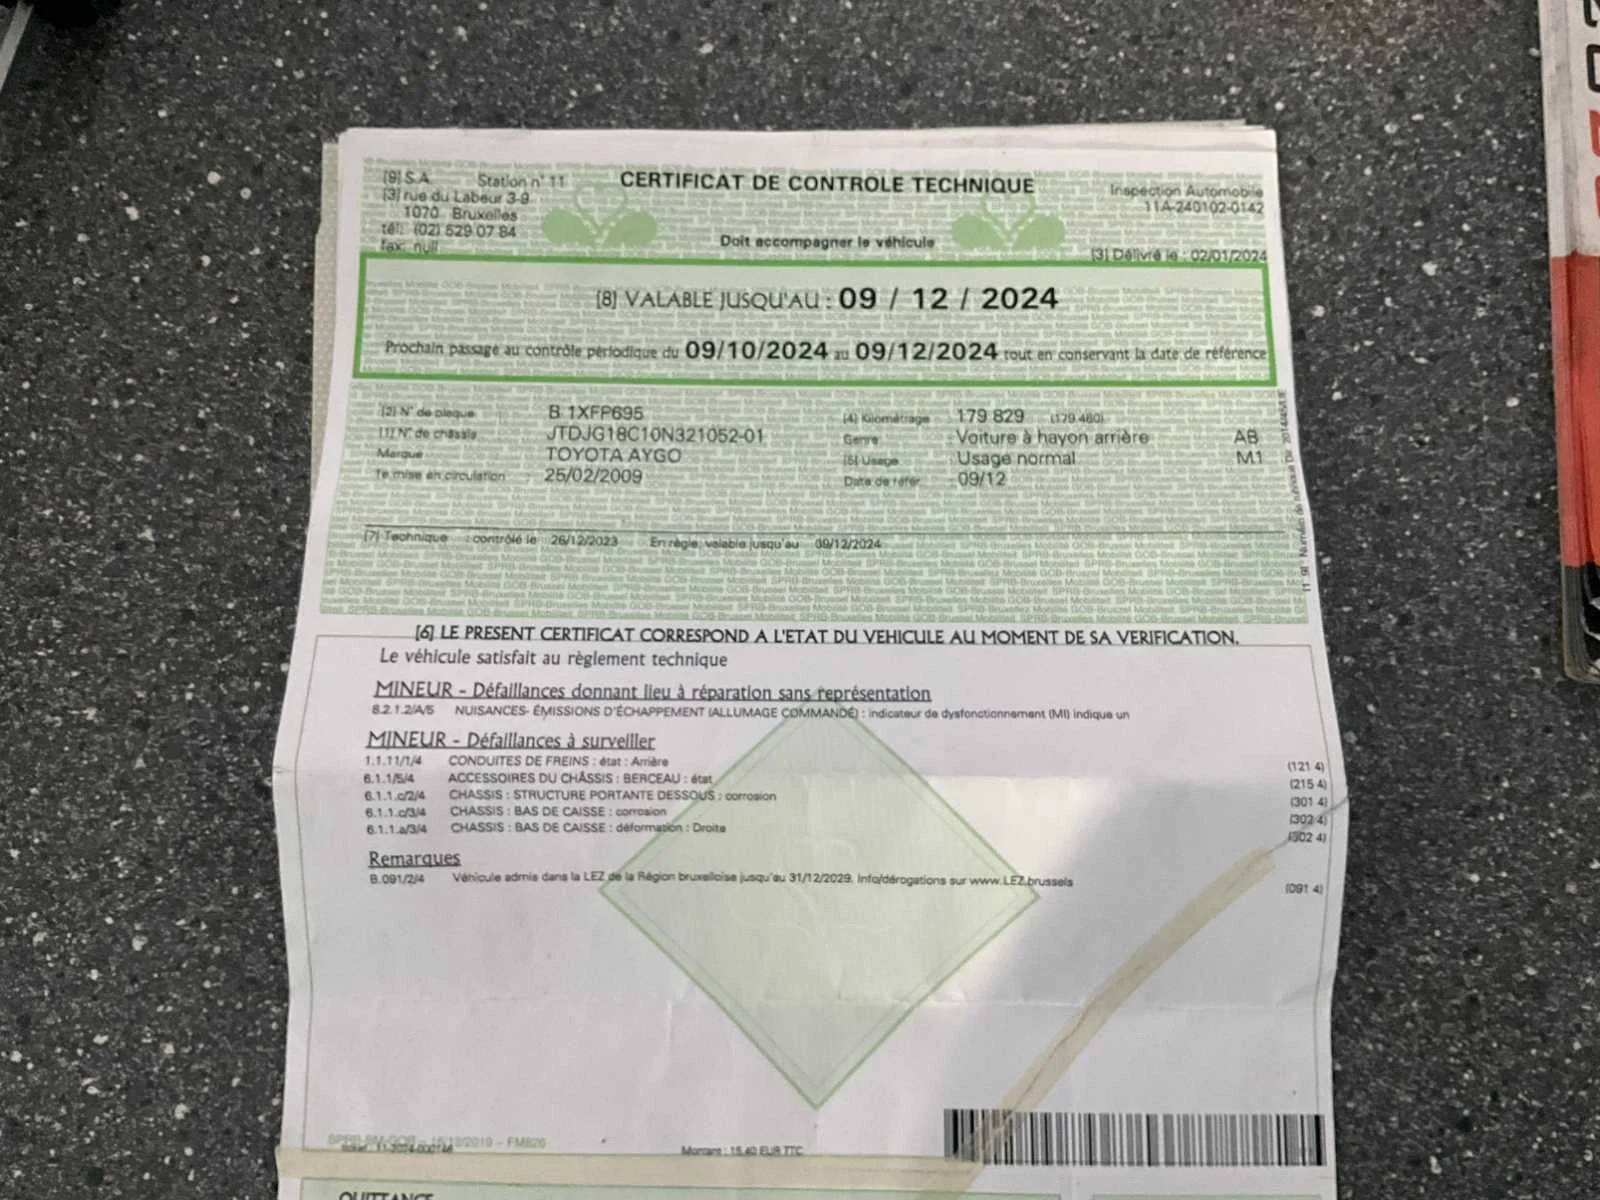 [9] S.A. Station n° 11
[3] rue du Labeur 3-9
1070 Bruxelles
tél: (02) 529 07 84
fax: null
CERTIFICAT DE CONTROLE TECHNIQUE
Doit accompagner le véhicule
Inspection Automobile
11A-240102-0142
[3] Délivré le : 02/01/2024
[8] VALABLE JUSQU'AU : 09 / 12 / 2024
Prochain passage au contrôle périodique du 09/10/2024 au 09/12/2024 tout en conservant la date de référence
[2] N° de plaque B 1XFP695
[1] N° de châssis JTDJG18C10N321052-01
Marque TOYOTA AYGO
1e mise en circulation : 25/02/2009
[4] Kilométrage 179 829 (179 460)
Genre : Voiture à hayon arrière AB
[5] Usage : Usage normal M1
Date de référ. : 09/12
[7] Technique : contrôlé le 26/12/2023 En règle, valable jusqu'au 09/12/2024
[6] LE PRESENT CERTIFICAT CORRESPOND A L'ETAT DU VEHICULE AU MOMENT DE SA VERIFICATION.
Le véhicule satisfait au règlement technique
MINEUR - Défaillances donnant lieu à réparation sans représentation
8.2.1.2/A/5 NUISANCES- ÉMISSIONS D'ÉCHAPPEMENT (ALLUMAGE COMMANDÉ) : indicateur de dysfonctionnement (MI) indique un
MINEUR - Défaillances à surveiller
1.1.11/1/4 CONDUITES DE FREINS : état : Arrière (121 4)
6.1.1/5/4 ACCESSOIRES DU CHÂSSIS : BERCEAU : état (215 4)
6.1.1.c/2/4 CHASSIS : STRUCTURE PORTANTE DESSOUS : corrosion (301 4)
6.1.1.c/3/4 CHASSIS : BAS DE CAISSE : corrosion (302 4)
6.1.1.a/3/4 CHASSIS : BAS DE CAISSE : déformation : Droite (302 4)
Remarques
B.091/2/4 Véhicule admis dans la LEZ de la Région bruxelloise jusqu'au 31/12/2029. Info/dérogations sur www.LEZ.brussels (091 4)
SPRB-BM-GOB - 16/12/2019 - FM826
Montant : 15,40 EUR TTC
QUITTANCE